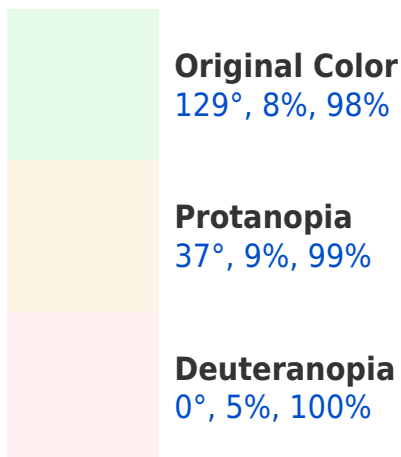 Original Color
129°, 8%, 98%
Protanopia
37°, 9%, 99%
Deuteranopia
0°, 5%, 100%